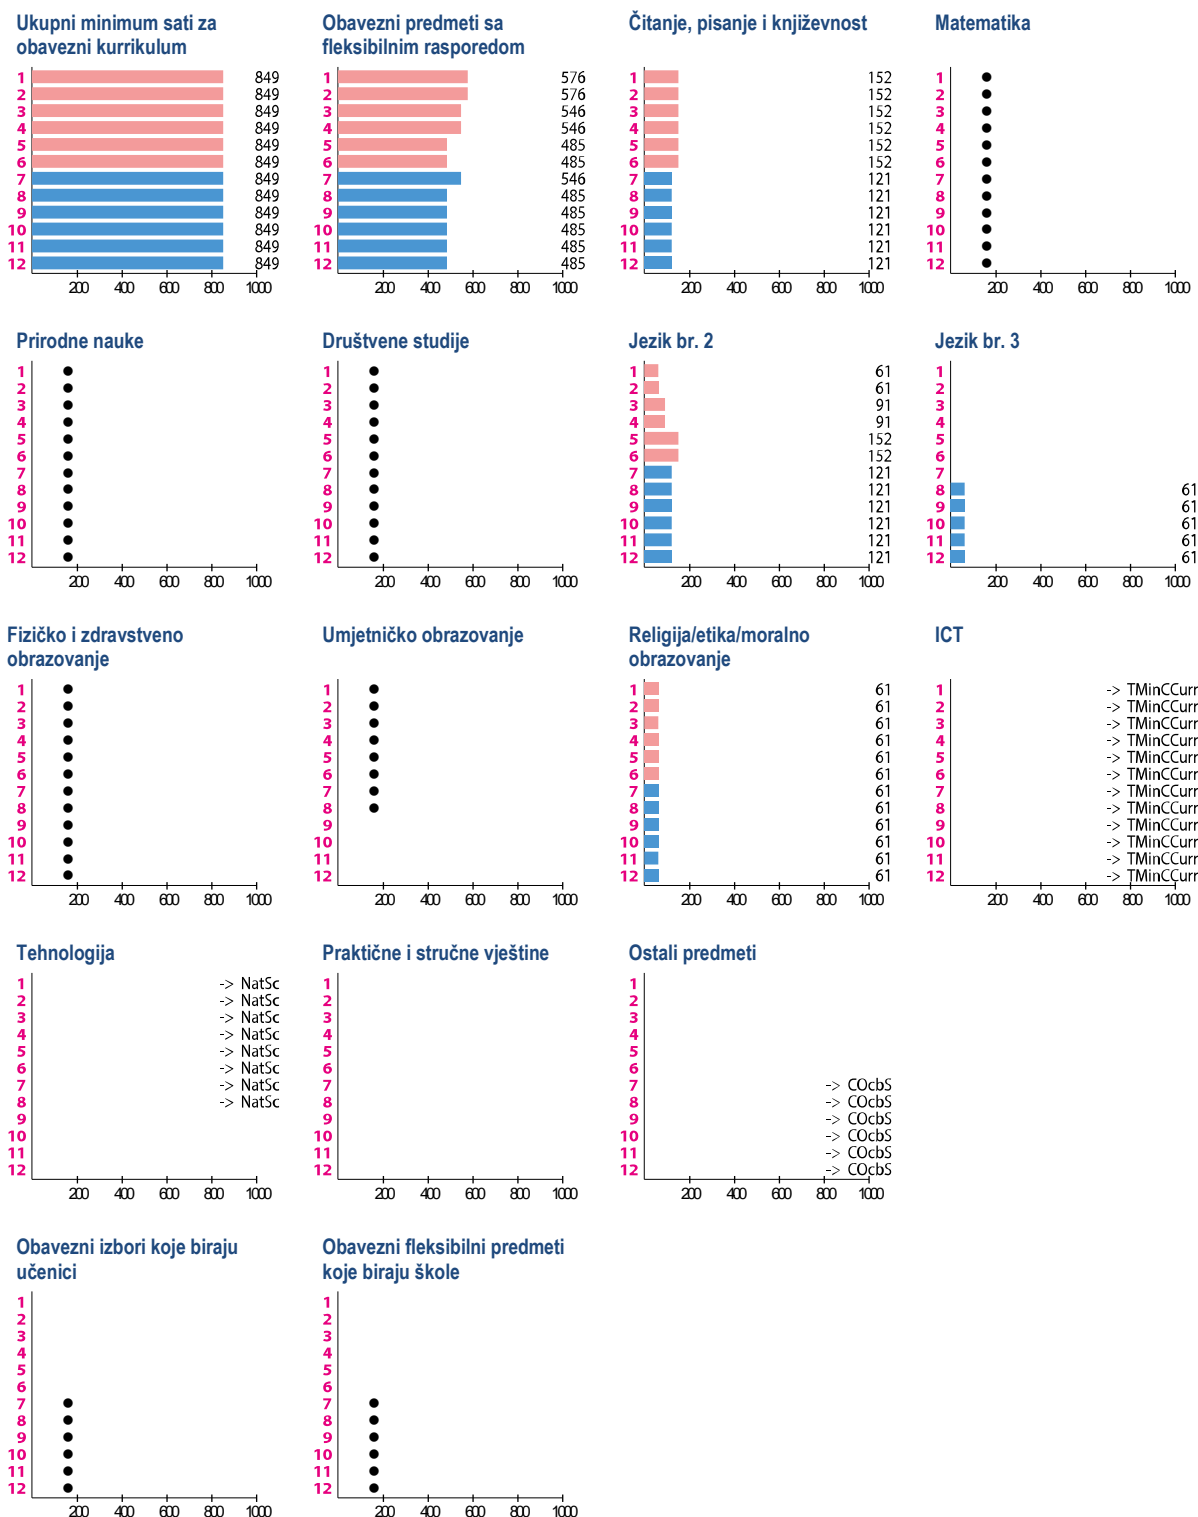 Ukupni minimum sati za
obavezni kurrikulum
1 849
2 849
3 849
4 849
5 849
6 849
7 849
8 849
9 849
10 849
11 849
12 849
200 400 600 800 1000
Obavezni predmeti sa
fleksibilnim rasporedom
1 576
2 576
3 546
4 546
5 485
6 485
7 546
8 485
9 485
10 485
11 485
12 485
200 400 600 800 1000
Čitanje, pisanje i književnost
1 152
2 152
3 152
4 152
5 152
6 152
7 121
8 121
9 121
10 121
11 121
12 121
200 400 600 800 1000
Matematika
1
2
3
4
5
6
7
8
9
10
11
12
200 400 600 800 1000
Prirodne nauke
1
2
3
4
5
6
7
8
9
10
11
12
200 400 600 800 1000
Društvene studije
1
2
3
4
5
6
7
8
9
10
11
12
200 400 600 800 1000
Jezik br. 2
1 61
2 61
3 91
4 91
5 152
6 152
7 121
8 121
9 121
10 121
11 121
12 121
200 400 600 800 1000
Jezik br. 3
1
2
3
4
5
6
7
8 61
9 61
10 61
11 61
12 61
200 400 600 800 1000
Fizičko i zdravstveno
obrazovanje
1
2
3
4
5
6
7
8
9
10
11
12
200 400 600 800 1000
Umjetničko obrazovanje
1
2
3
4
5
6
7
8
9
10
11
12
200 400 600 800 1000
Religija/etika/moralno
obrazovanje
1 61
2 61
3 61
4 61
5 61
6 61
7 61
8 61
9 61
10 61
11 61
12 61
200 400 600 800 1000
ICT
1 -> TMinCCurr
2 -> TMinCCurr
3 -> TMinCCurr
4 -> TMinCCurr
5 -> TMinCCurr
6 -> TMinCCurr
7 -> TMinCCurr
8 -> TMinCCurr
9 -> TMinCCurr
10 -> TMinCCurr
11 -> TMinCCurr
12 -> TMinCCurr
200 400 600 800 1000
Tehnologija
1 -> NatSc
2 -> NatSc
3 -> NatSc
4 -> NatSc
5 -> NatSc
6 -> NatSc
7 -> NatSc
8 -> NatSc
9
10
11
12
200 400 600 800 1000
Praktične i stručne vještine
1
2
3
4
5
6
7
8
9
10
11
12
200 400 600 800 1000
Ostali predmeti
1
2
3
4
5
6
7 -> COcbS
8 -> COcbS
9 -> COcbS
10 -> COcbS
11 -> COcbS
12 -> COcbS
200 400 600 800 1000
Obavezni izbori koje biraju
učenici
1
2
3
4
5
6
7
8
9
10
11
12
200 400 600 800 1000
Obavezni fleksibilni predmeti
koje biraju škole
1
2
3
4
5
6
7
8
9
10
11
12
200 400 600 800 1000